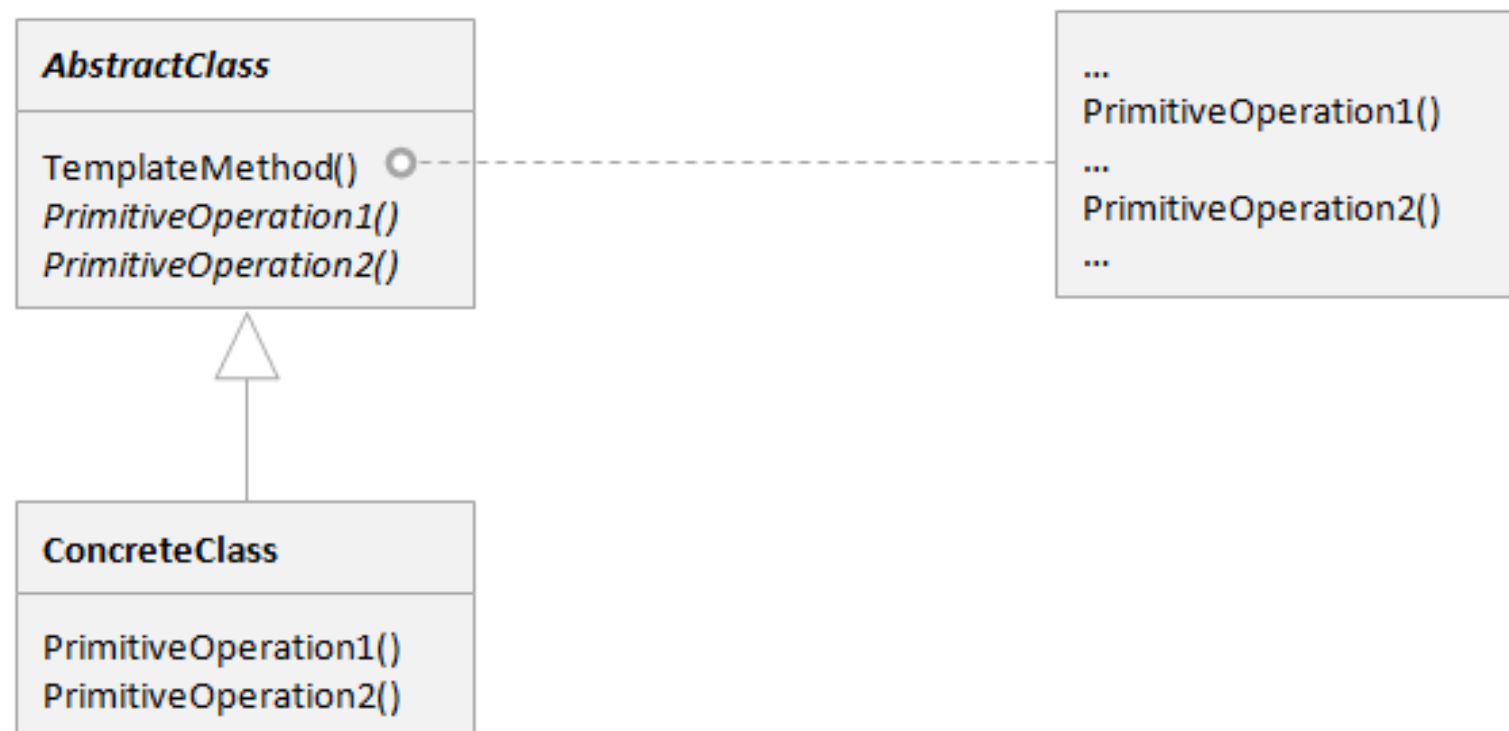 AbstractClass
TemplateMethod()
PrimitiveOperation1()
PrimitiveOperation2()
...
PrimitiveOperation1()
...
PrimitiveOperation2()
...
ConcreteClass
PrimitiveOperation1()
PrimitiveOperation2()